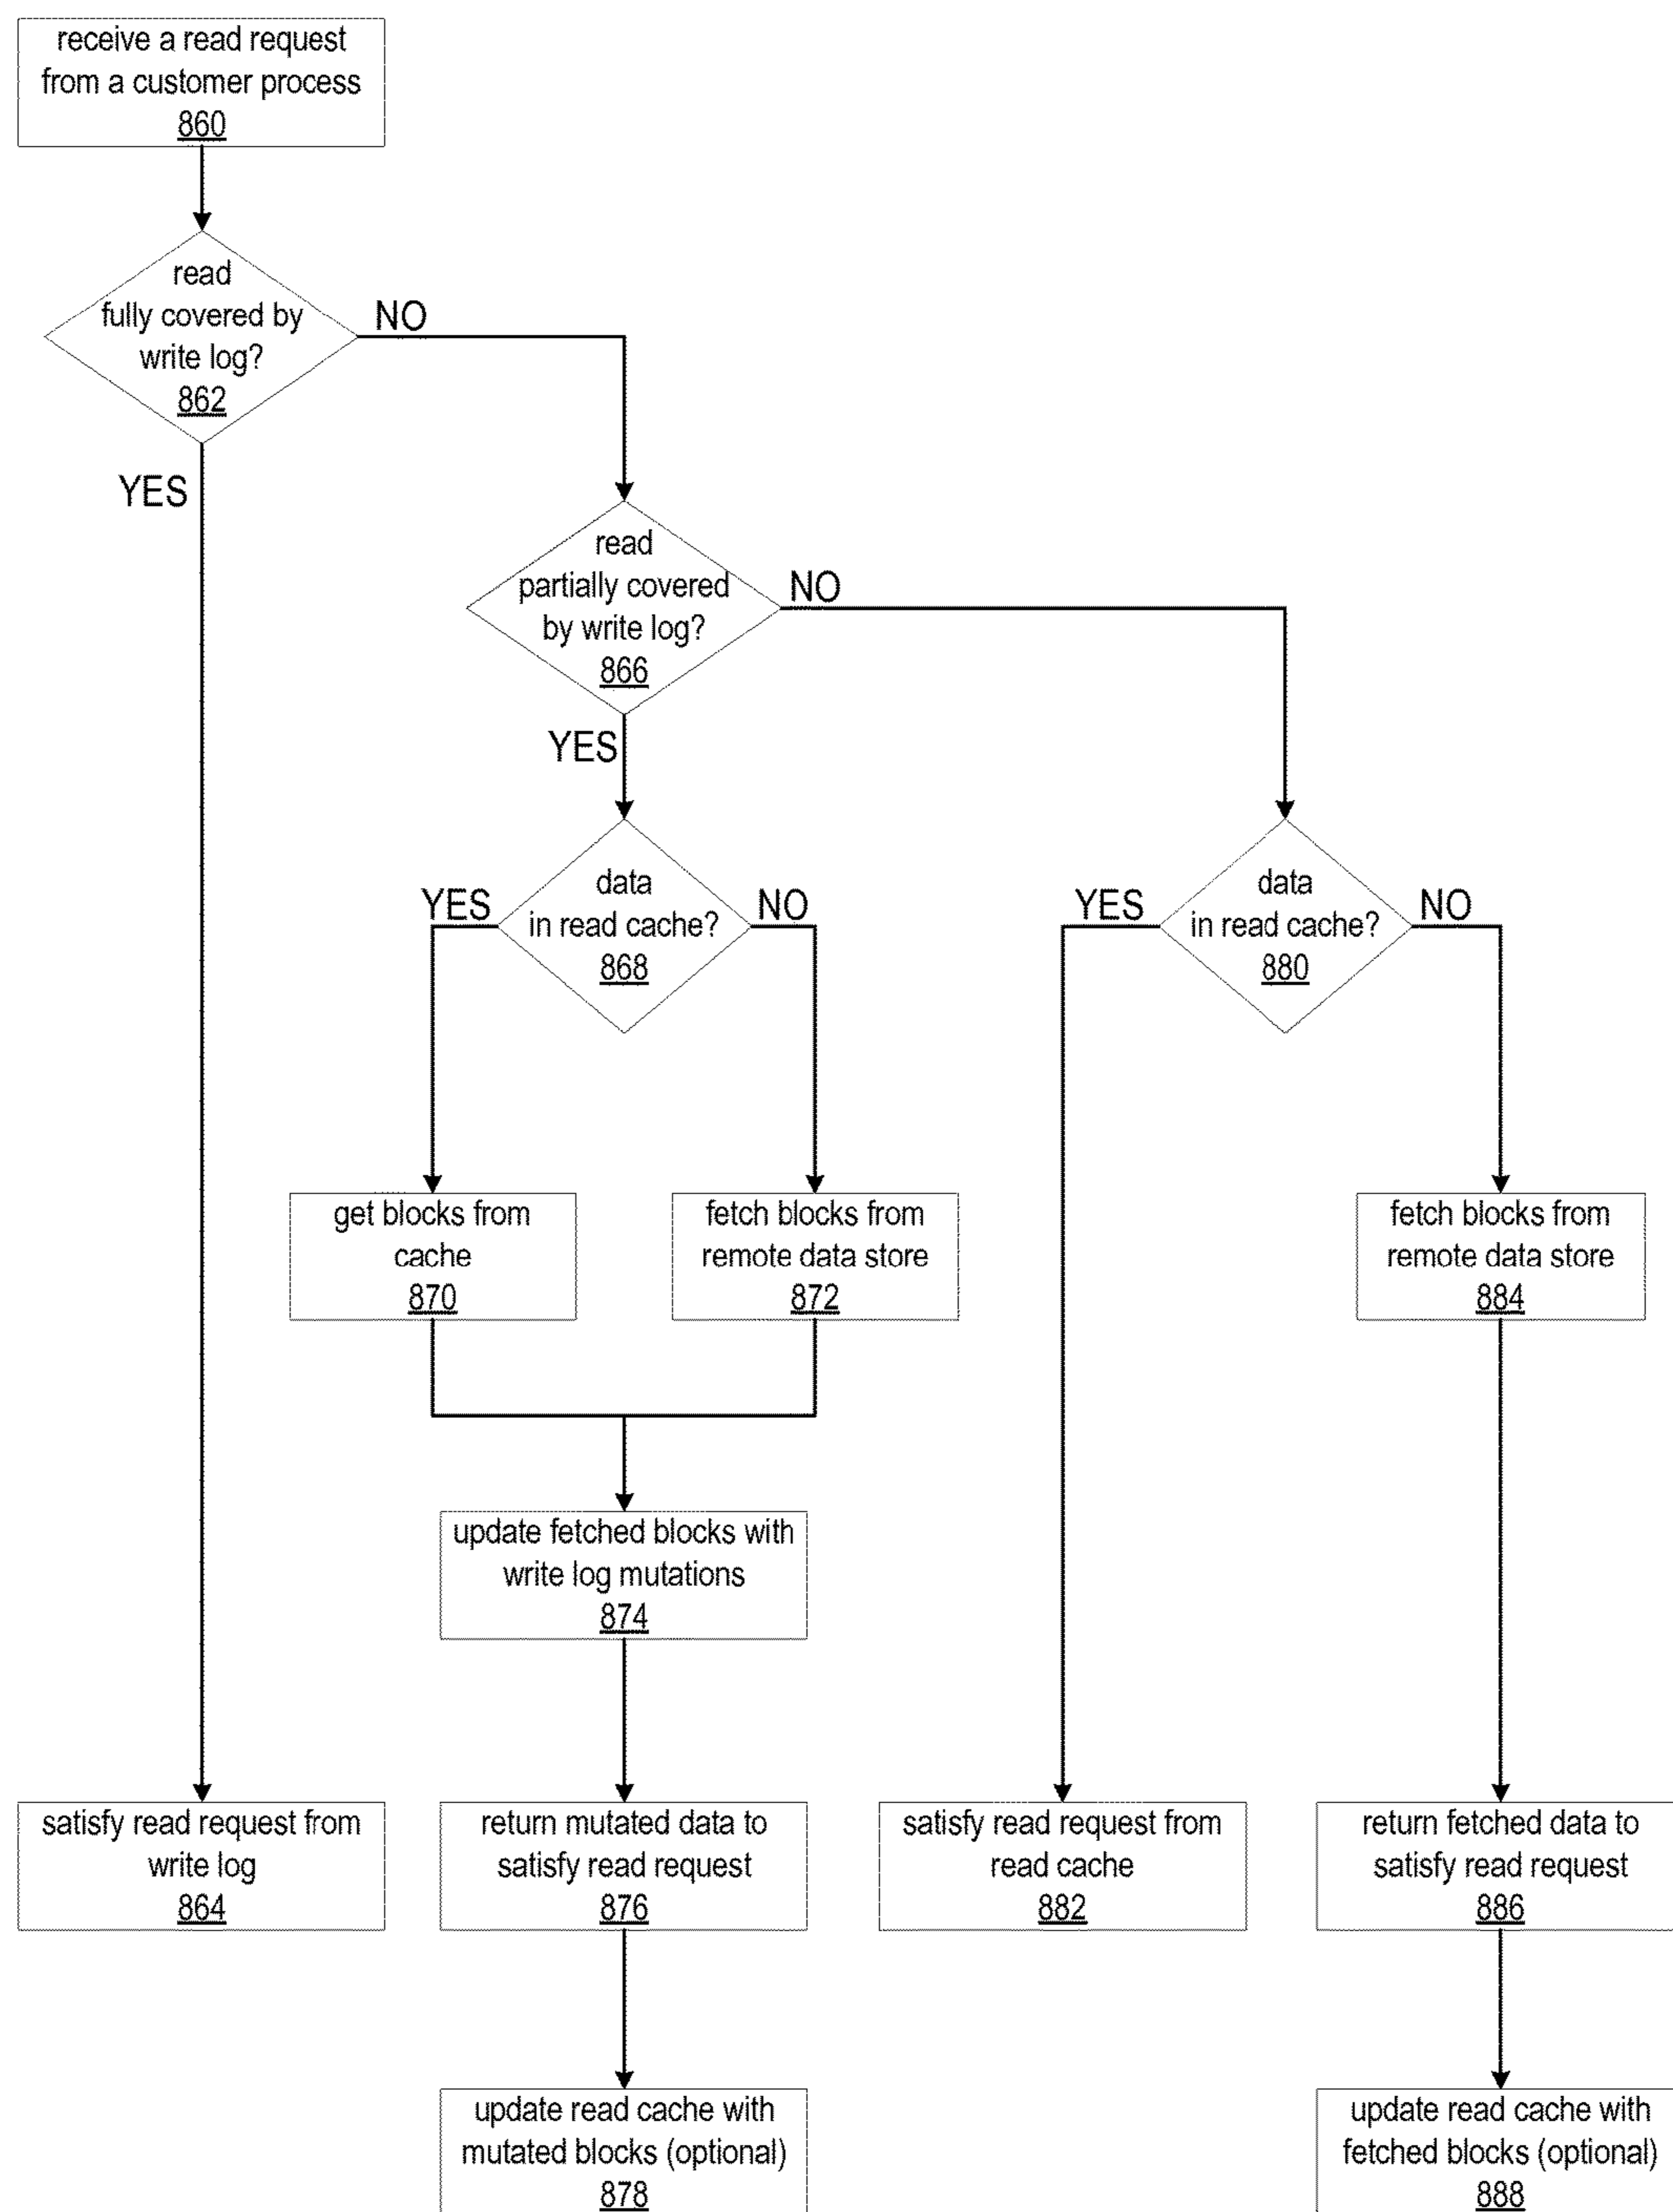 receive a read request
from a customer process
860
read
fully covered by
write log?
862
NO
YES
read
partially covered
by write log?
866
NO
YES
data
in read cache?
868
YES
NO
data
in read cache?
880
YES
NO
get blocks from
cache
870
fetch blocks from
remote data store
872
fetch blocks from
remote data store
884
update fetched blocks with
write log mutations
874
satisfy read request from
write log
864
return mutated data to
satisfy read request
876
satisfy read request from
read cache
882
return fetched data to
satisfy read request
886
update read cache with
mutated blocks (optional)
878
update read cache with
fetched blocks (optional)
888